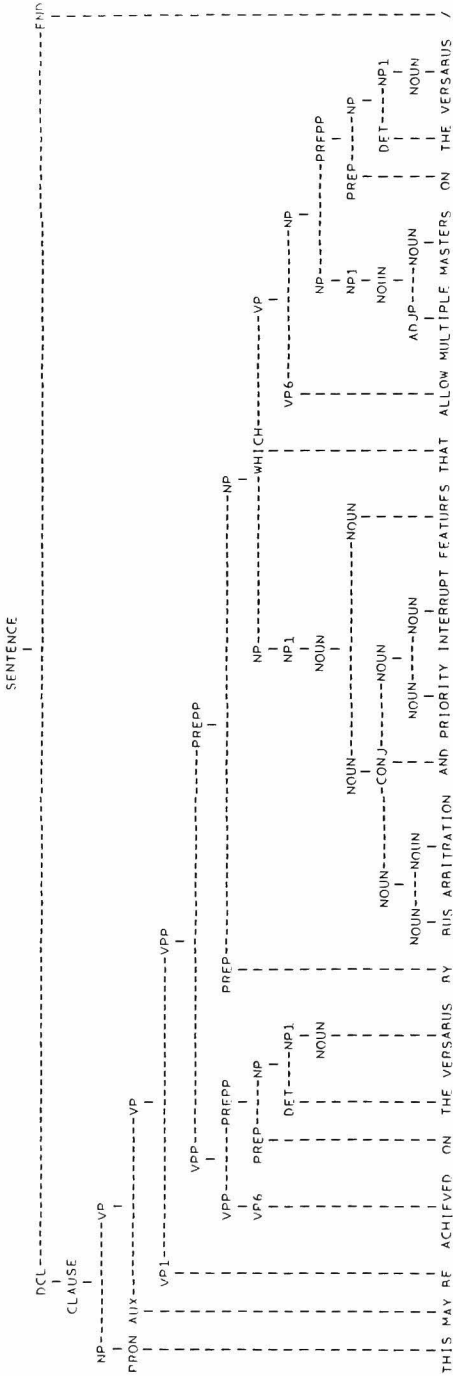 SENTENCE
DCL END
CLAUSE
NP VP
PRON AUX VP
VP1 VPP
VPP PREPP
VPP PREPP PREP NP
VP6 PREP NP NP WHICH VP
DET NP1 NP1 VP6 NP
NOUN NOUN NP PREPP
NOUN NOUN NP1 PREP NP
NOUN CONJ NOUN NOUN DET NP1
NOUN NOUN NOUN NOUN ADJP NOUN NOUN
THIS MAY BE ACHIEVED ON THE VERSABUS BY BUS ARBITRATION AND PRIORITY INTERRUPT FEATURES THAT ALLOW MULTIPLE MASTERS ON THE VERSABUS /